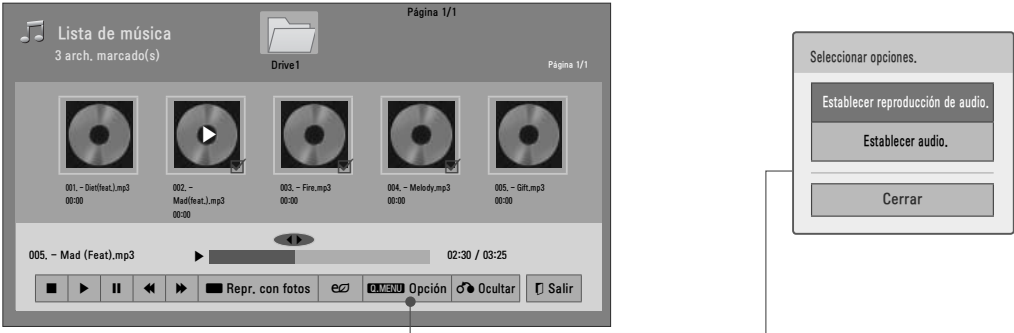 Página 1/1
Lista de música
3 arch. marcado(s)
Drive1
Página 1/1
001. - Diet(feat.).mp3
00:00
002. -
Mad(feat.).mp3
00:00
003. - Fire.mp3
00:00
004. - Melody.mp3
00:00
005. - Gift.mp3
00:00
005. - Mad (Feat).mp3
02:30 / 03:25
Repr. con fotos
Q.MENU Opción
Ocultar
Salir
Seleccionar opciones.
Establecer reproducción de audio.
Establecer audio.
Cerrar